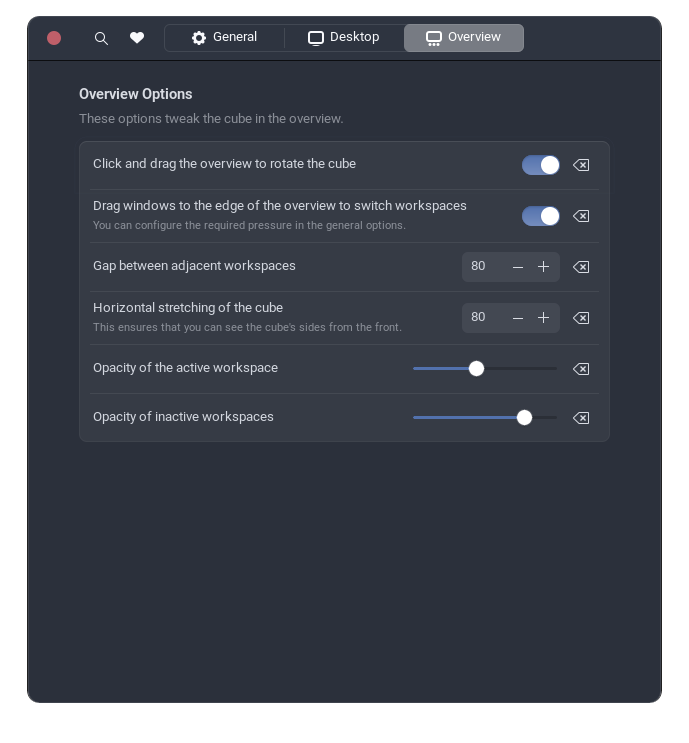 General
Desktop
Overview
Overview Options
These options tweak the cube in the overview.
Click and drag the overview to rotate the cube
Drag windows to the edge of the overview to switch workspaces
You can configure the required pressure in the general options.
Gap between adjacent workspaces
80
Horizontal stretching of the cube
80
This ensures that you can see the cube's sides from the front.
Opacity of the active workspace
Opacity of inactive workspaces